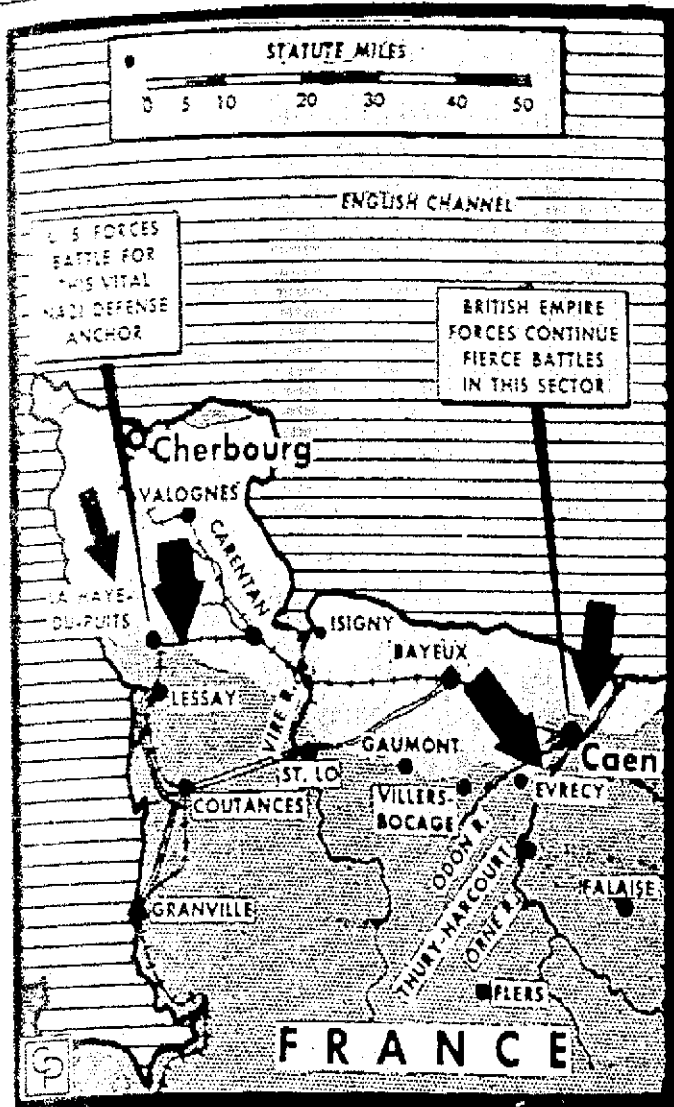 STATUTE MILES
0 5 10 20 30 40 50
ENGLISH CHANNEL
U. S. FORCES
BATTLE FOR
THIS VITAL
NAZI DEFENSE
ANCHOR
BRITISH EMPIRE
FORCES CONTINUE
FIERCE BATTLES
IN THIS SECTOR
Cherbourg
VALOGNES
CARENTAN
LA HAYE-
DU-PUITS
ISIGNY
BAYEUX
LESSAY
VIRE R.
GAUMONT
Caen
ST. LO
EVRECY
COUTANCES
VILLERS-
BOCAGE
ODON R.
THURY-HARCOURT
ORNE R.
FALAISE
GRANVILLE
FLERS
FRANCE
CP